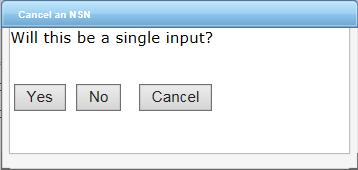 Cancel an NSN
Will this be a single input?
Yes No Cancel